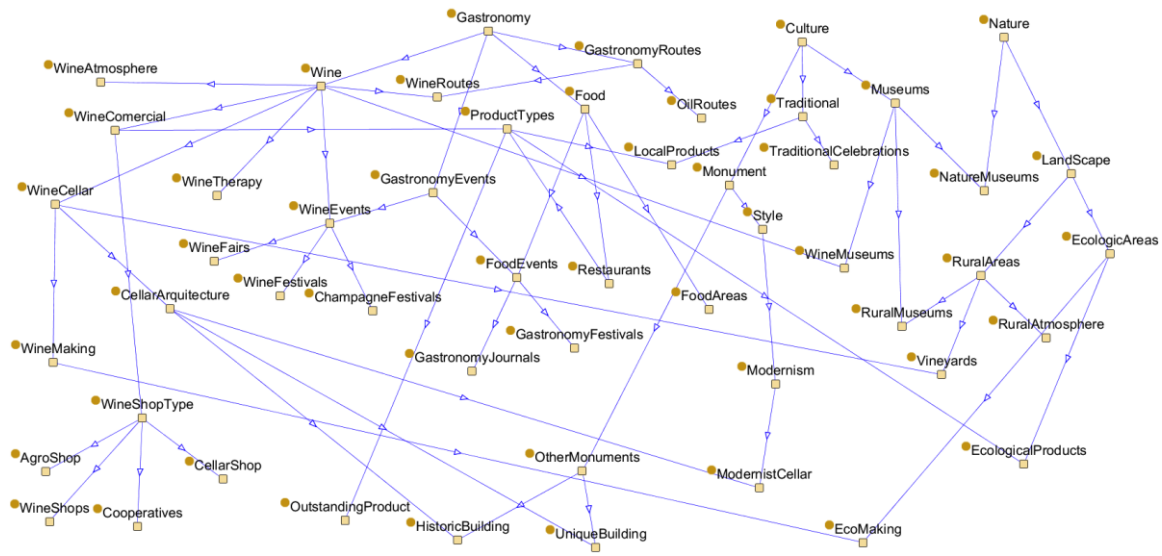 Gastronomy
Culture
Nature
GastronomyRoutes
WineAtmosphere
Wine
WineRoutes
Food
OilRoutes
Traditional
Museums
WineComercial
ProductTypes
LocalProducts
TraditionalCelebrations
LandScape
Monument
NatureMuseums
WineCellar
WineTherapy
GastronomyEvents
WineEvents
Style
EcologicAreas
WineFairs
FoodEvents
Restaurants
WineMuseums
RuralAreas
WineFestivals
CellarArquitecture
ChampagneFestivals
FoodAreas
RuralMuseums
RuralAtmosphere
GastronomyFestivals
WineMaking
GastronomyJournals
Modernism
Vineyards
WineShopType
AgroShop
CellarShop
OtherMonuments
ModernistCellar
EcologicalProducts
WineShops
Cooperatives
OutstandingProduct
HistoricBuilding
UniqueBuilding
EcoMaking